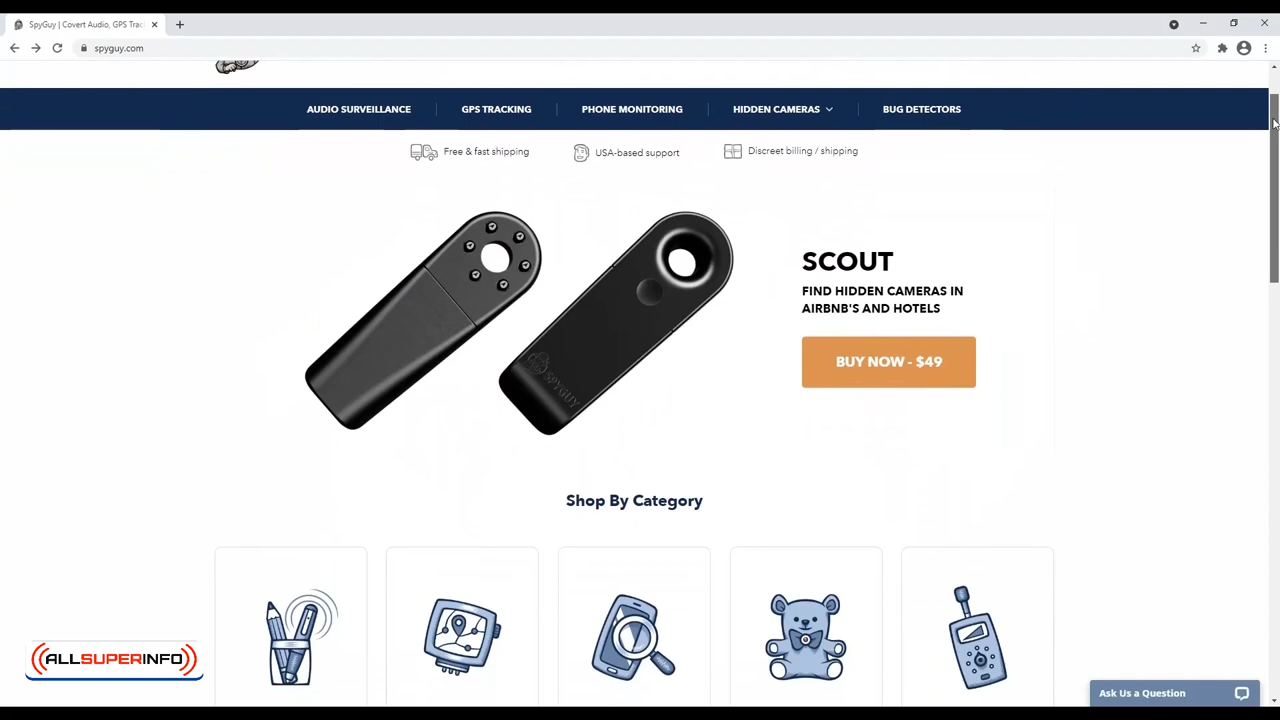 SpyGuy | Covert Audio, GPS Trac
spyguy.com
AUDIO SURVEILLANCE
GPS TRACKING
PHONE MONITORING
HIDDEN CAMERAS
BUG DETECTORS
Free & fast shipping
USA-based support
Discreet billing / shipping
SCOUT
FIND HIDDEN CAMERAS IN
AIRBNB'S AND HOTELS
BUY NOW - $49
SPYGUY
Shop By Category
ALLSUPERINFO
Ask Us a Question